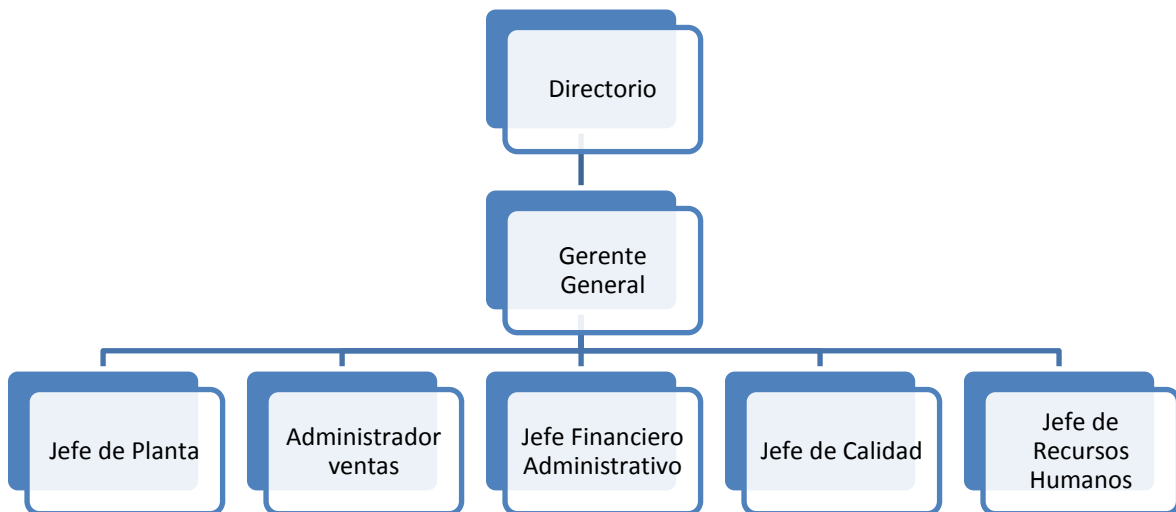 Directorio
Gerente
General
Jefe de Planta
Administrador
ventas
Jefe Financiero
Administrativo
Jefe de Calidad
Jefe de
Recursos
Humanos